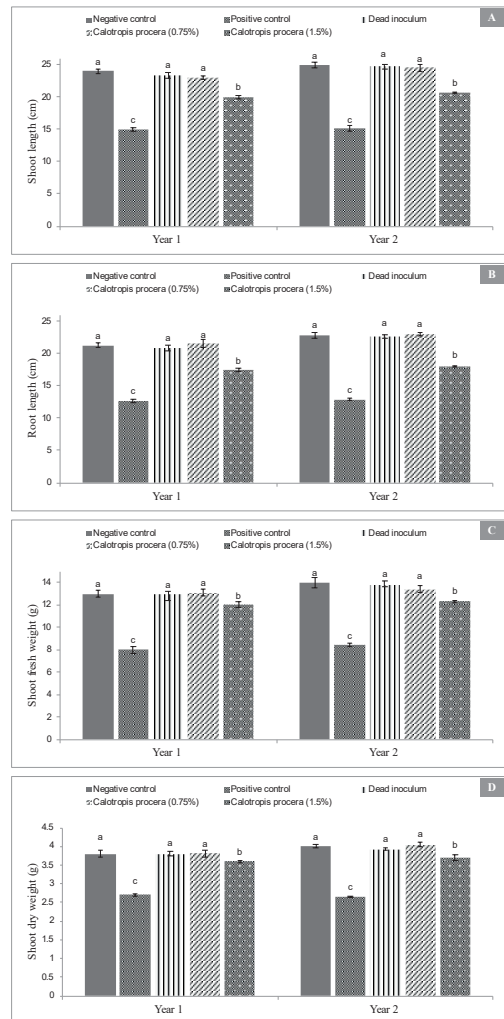 A
Negative control Positive control Dead inoculum
Calotropis procera (0.75%) Calotropis procera (1.5%)
Shoot length (cm)
25
20
15
10
5
0
a c a a b a c a a b
Year 1 Year 2
B
Negative control Positive control Dead inoculum
Calotropis procera (0.75%) Calotropis procera (1.5%)
Root length (cm)
25
20
15
10
5
0
a c a a b a c a a b
Year 1 Year 2
C
Negative control Positive control Dead inoculum
Calotropis procera (0.75%) Calotropis procera (1.5%)
Shoot fresh weight (g)
14
12
10
8
6
4
2
0
a c a a b a c a a b
Year 1 Year 2
D
Negative control Positive control Dead inoculum
Calotropis procera (0.75%) Calotropis procera (1.5%)
Shoot dry weight (g)
4.5
4
3.5
3
2.5
2
1.5
1
0.5
0
a c a a b a c a a b
Year 1 Year 2